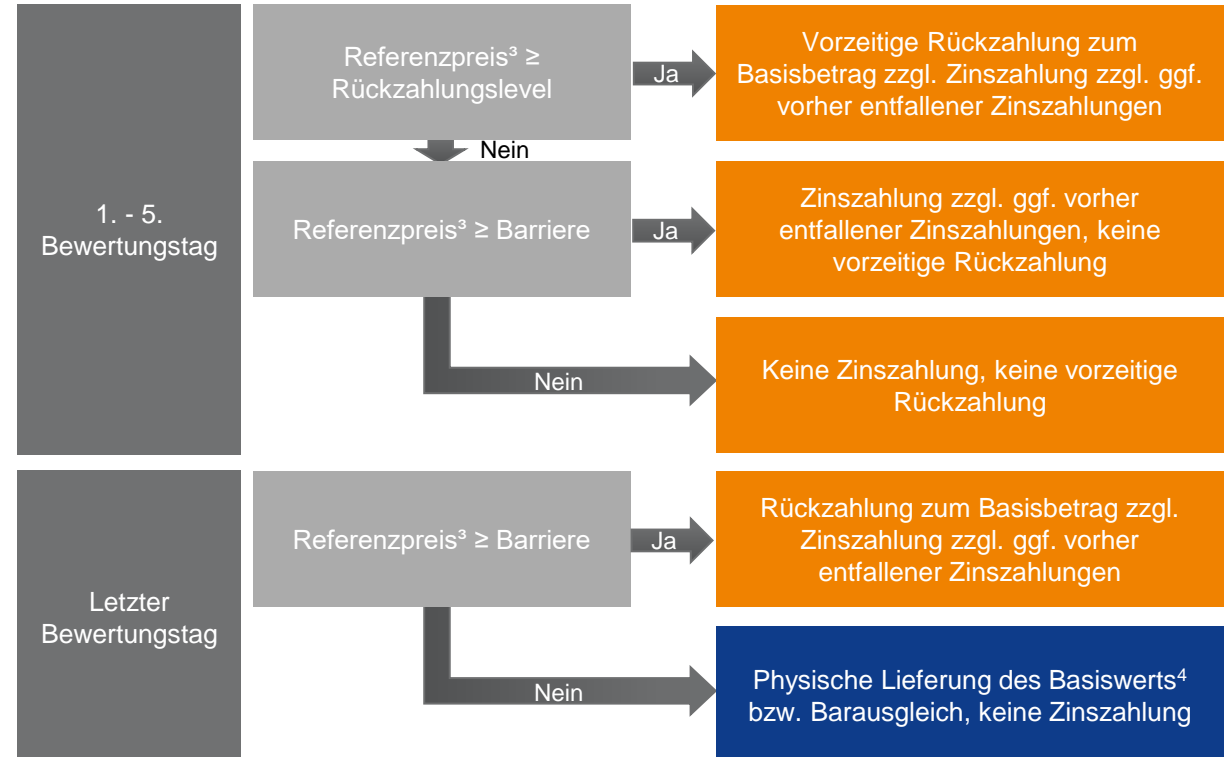 1. - 5.
Bewertungstag
Referenzpreis³ ≥
Rückzahlungslevel
Ja
Vorzeitige Rückzahlung zum
Basisbetrag zzgl. Zinszahlung zzgl. ggf.
vorher entfallener Zinszahlungen
Nein
Referenzpreis³ ≥ Barriere
Ja
Zinszahlung zzgl. ggf. vorher
entfallener Zinszahlungen, keine
vorzeitige Rückzahlung
Nein
Keine Zinszahlung, keine vorzeitige
Rückzahlung
Letzter
Bewertungstag
Referenzpreis³ ≥ Barriere
Ja
Rückzahlung zum Basisbetrag zzgl.
Zinszahlung zzgl. ggf. vorher
entfallener Zinszahlungen
Nein
Physische Lieferung des Basiswerts⁴
bzw. Barausgleich, keine Zinszahlung